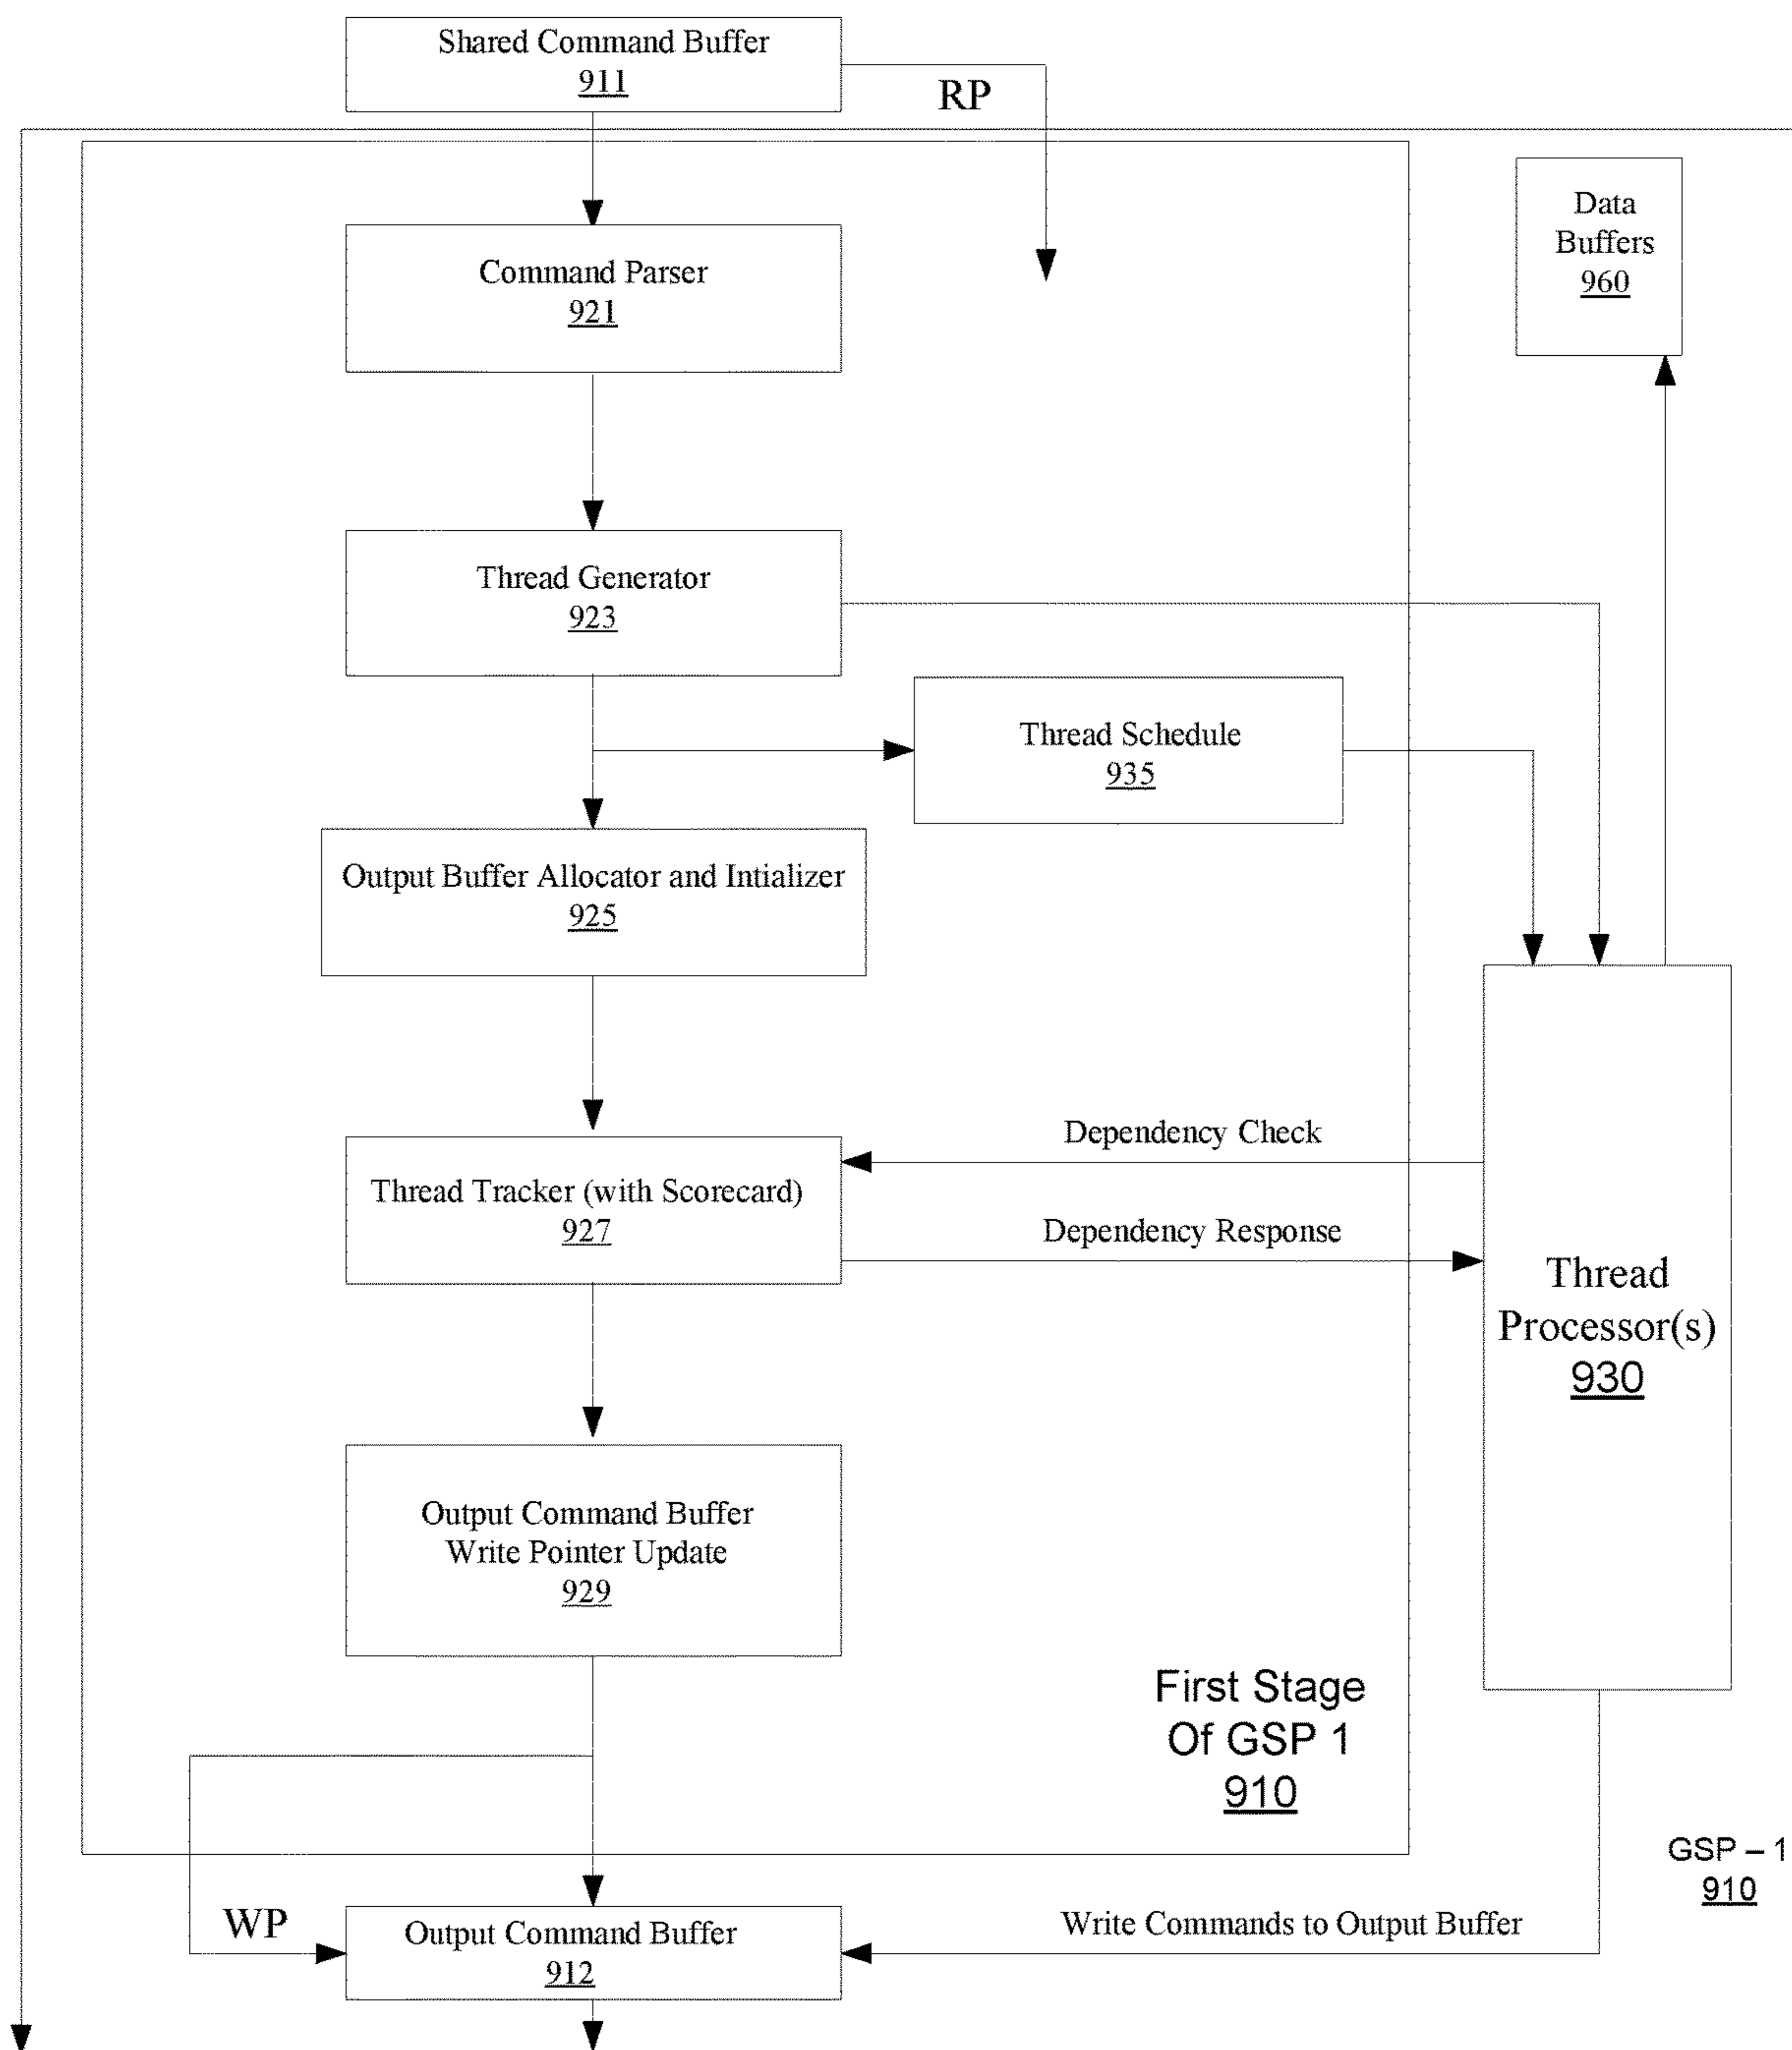 Shared Command Buffer
911
RP
Data
Buffers
960
Command Parser
921
Thread Generator
923
Thread Schedule
935
Output Buffer Allocator and Intializer
925
Dependency Check
Thread Tracker (with Scorecard)
927
Dependency Response
Thread
Processor(s)
930
Output Command Buffer
Write Pointer Update
929
First Stage
Of GSP 1
910
GSP – 1
910
WP
Output Command Buffer
912
Write Commands to Output Buffer